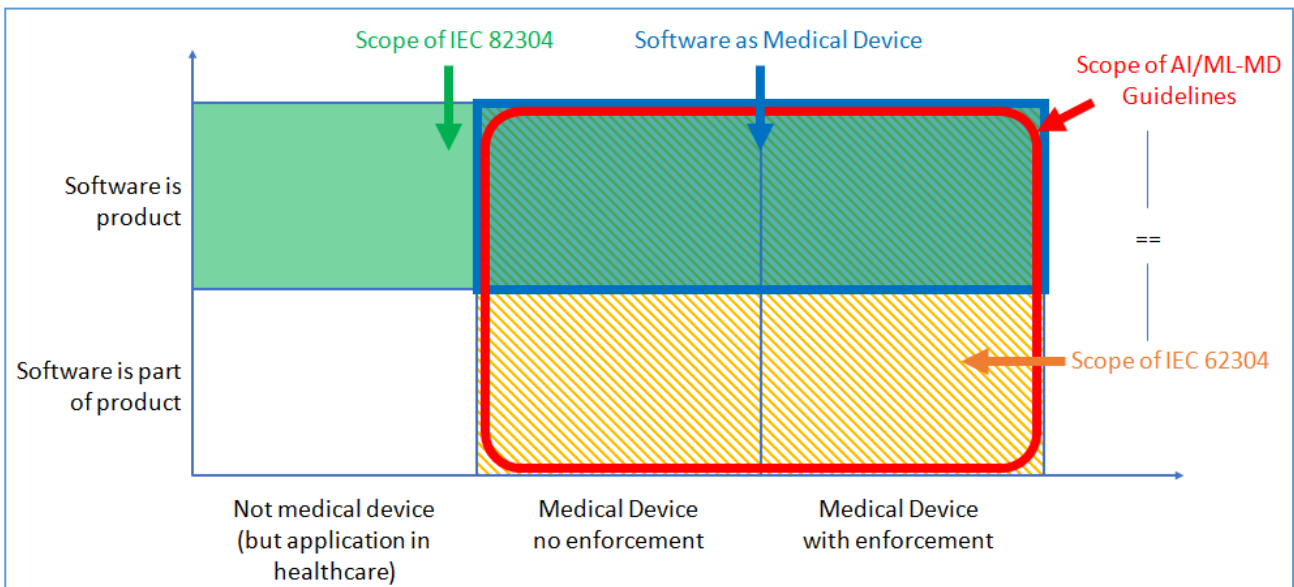 Scope of IEC 82304
Software as Medical Device
Scope of AI/ML-MD
Guidelines
Software is
product
==
Software is part
of product
Scope of IEC 62304
Not medical device
(but application in
healthcare)
Medical Device
no enforcement
Medical Device
with enforcement